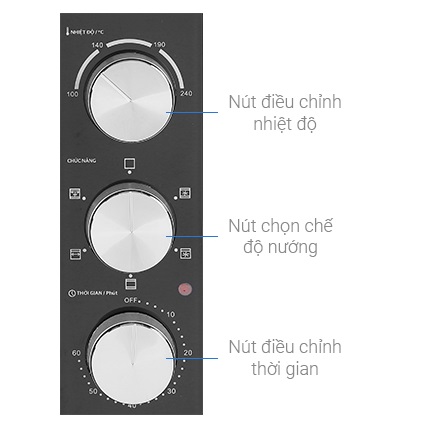 NHIỆT ĐỘ / °C
140 190
100 240
Nút điều chỉnh
nhiệt độ
CHỨC NĂNG
Nút chọn chế
độ nướng
THỜI GIAN / Phút
OFF
10
20
30
40
50
60
Nút điều chỉnh
thời gian